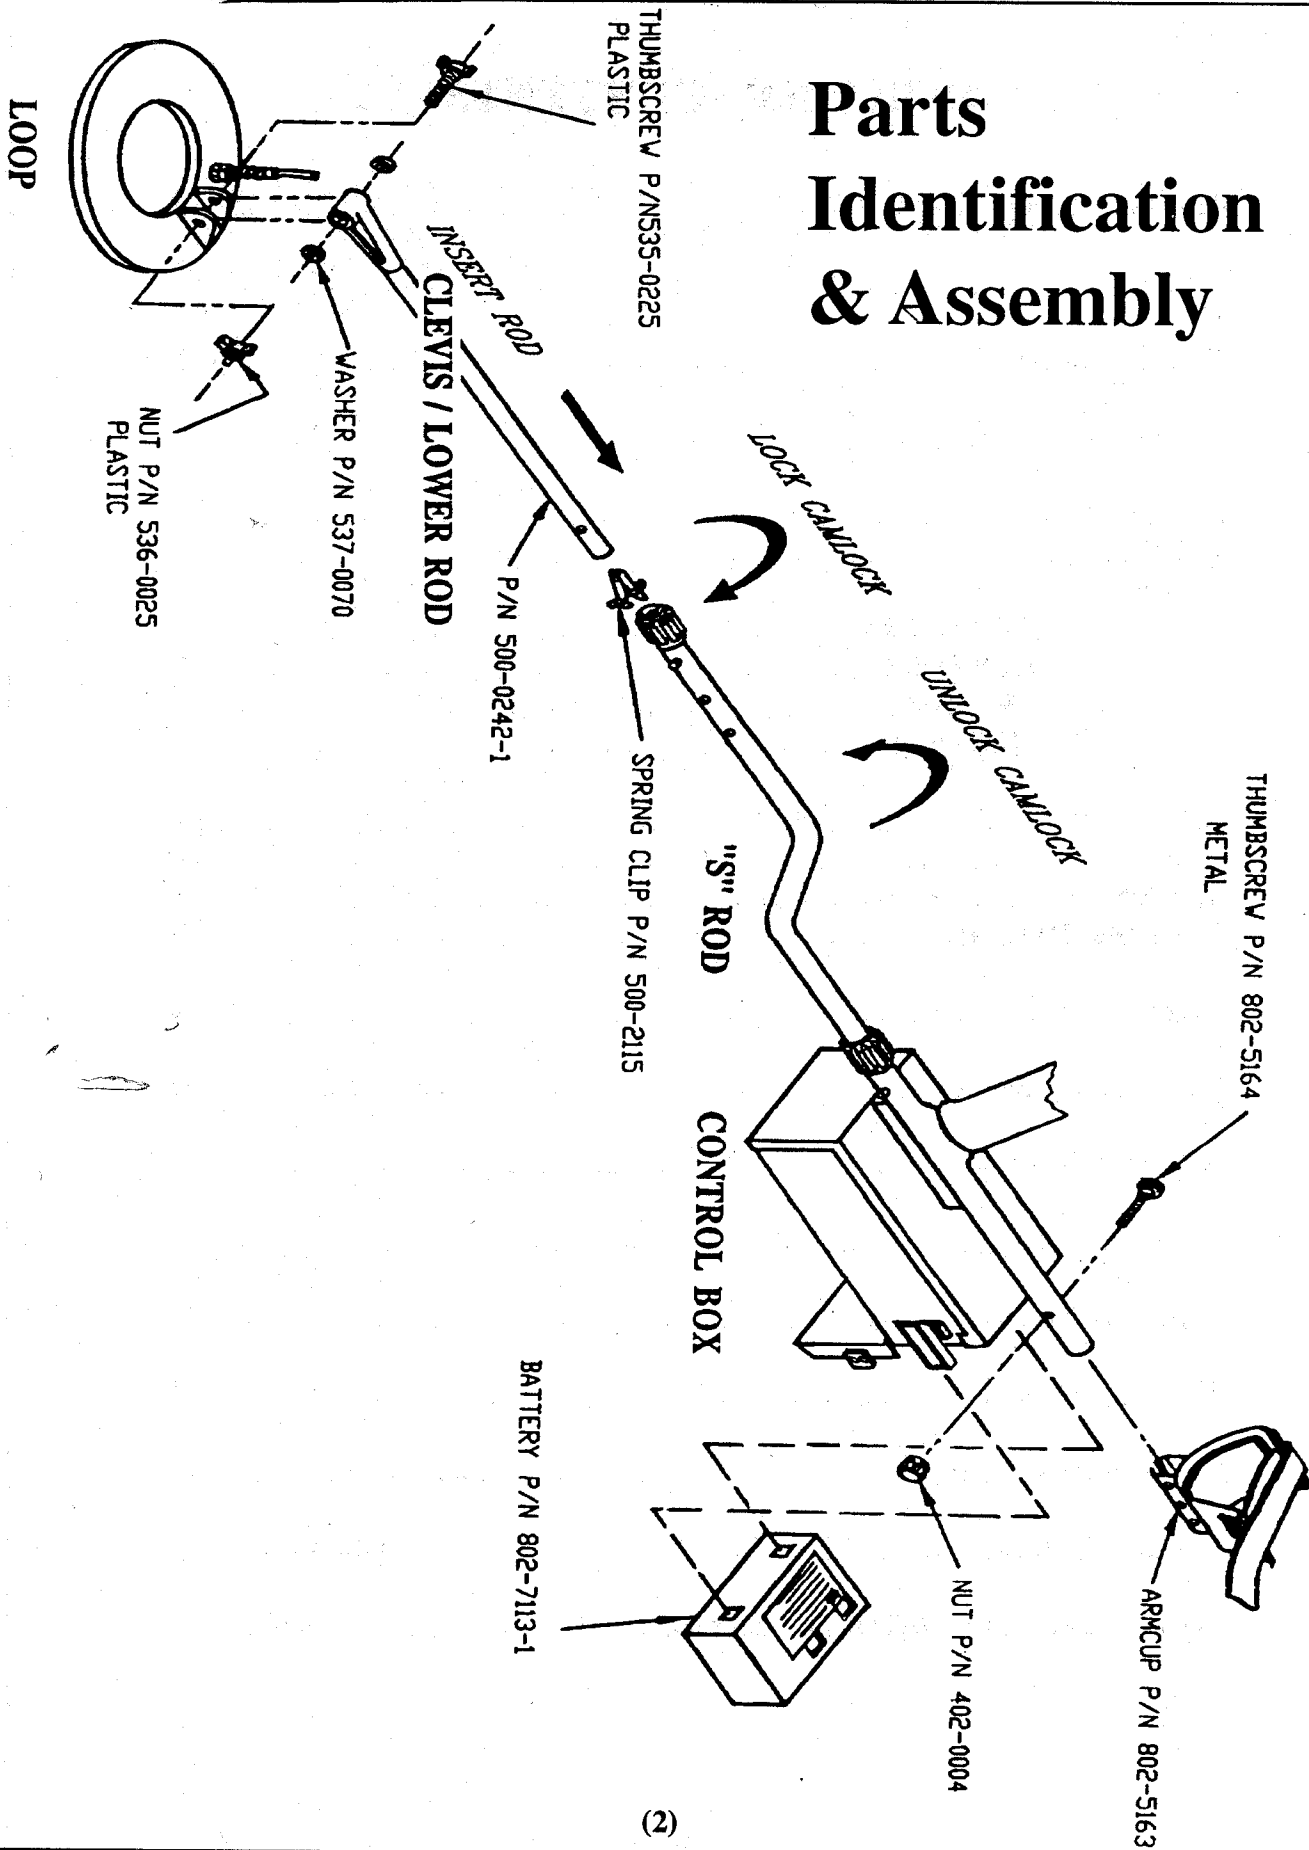 Parts
Identification
& Assembly
THUMBSCREW P/N535-0225
PLASTIC
LOOP
INSERT ROD
CLEVIS / LOWER ROD
WASHER P/N 537-0070
NUT P/N 536-0025
PLASTIC
P/N 500-0242-1
LOCK CAMLOCK
UNLOCK CAMLOCK
SPRING CLIP P/N 500-2115
"S" ROD
THUMBSCREW P/N 802-5164
METAL
CONTROL BOX
BATTERY P/N 802-7113-1
NUT P/N 402-0004
ARMCUP P/N 802-5163
(2)